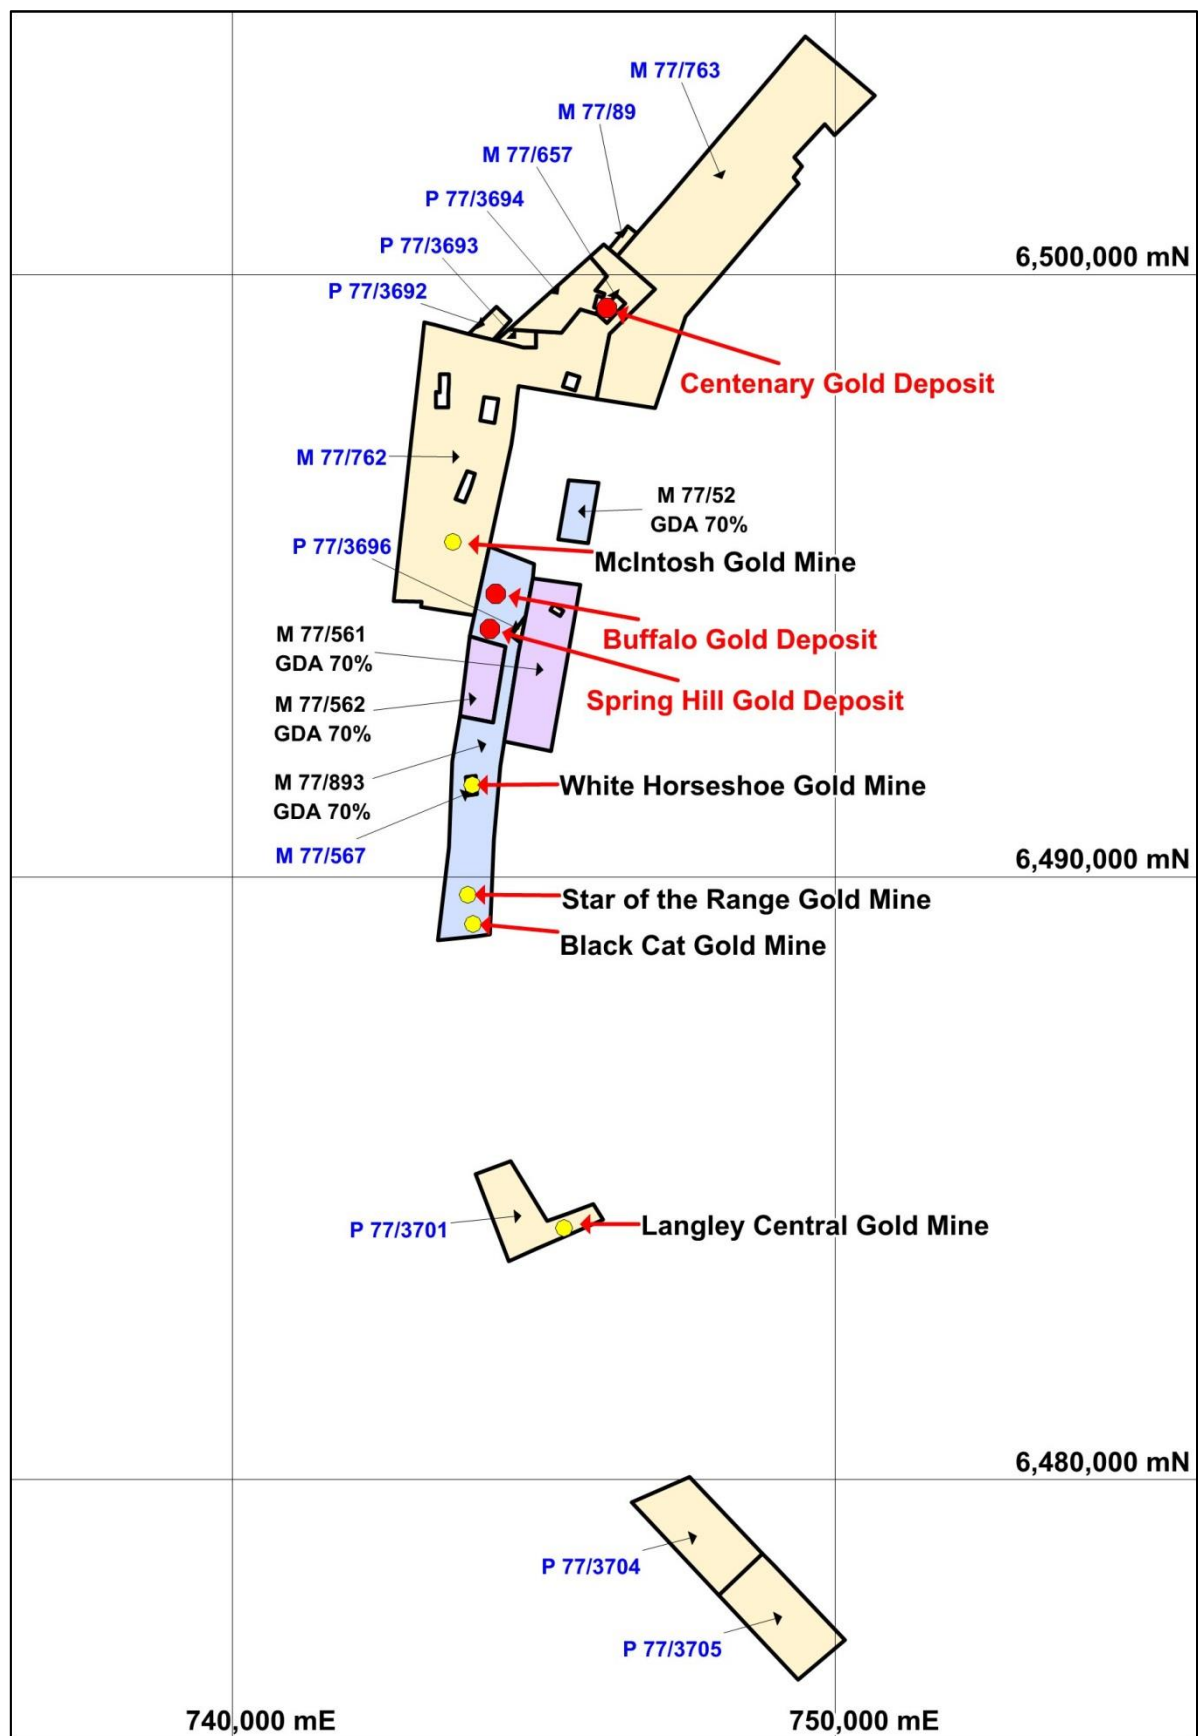 M 77/763
M 77/89
M 77/657
P 77/3694
P 77/3693
6,500,000 mN
P 77/3692
Centenary Gold Deposit
M 77/762
M 77/52
GDA 70%
P 77/3696
McIntosh Gold Mine
M 77/561
GDA 70%
Buffalo Gold Deposit
M 77/562
GDA 70%
Spring Hill Gold Deposit
M 77/893
GDA 70%
White Horseshoe Gold Mine
M 77/567
6,490,000 mN
Star of the Range Gold Mine
Black Cat Gold Mine
P 77/3701
Langley Central Gold Mine
6,480,000 mN
P 77/3704
P 77/3705
740,000 mE
750,000 mE